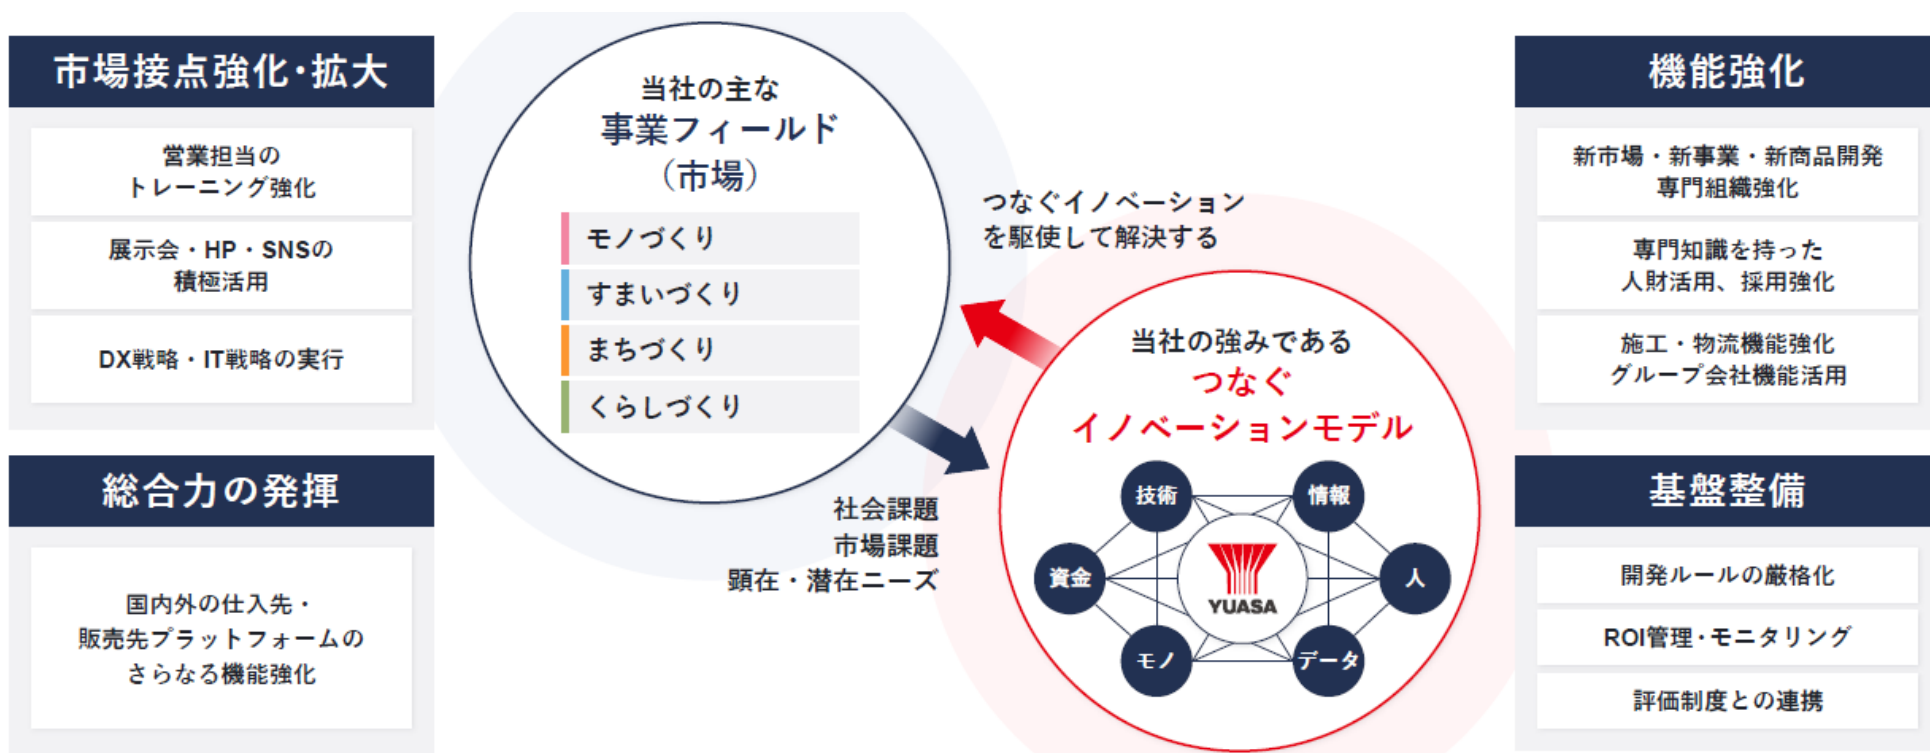 市場接点強化･拡大
営業担当の
トレーニング強化
展示会・HP・SNSの
積極活用
DX戦略・IT戦略の実行
総合力の発揮
国内外の仕入先・
販売先プラットフォームの
さらなる機能強化
当社の主な
事業フィールド
（市場）
モノづくり
すまいづくり
まちづくり
くらしづくり
つなぐイノベーション
を駆使して解決する
社会課題
市場課題
顕在・潜在ニーズ
当社の強みである
つなぐ
イノベーションモデル
技術
情報
資金
YUASA
人
モノ
データ
機能強化
新市場・新事業・新商品開発
専門組織強化
専門知識を持った
人財活用、採用強化
施工・物流機能強化
グループ会社機能活用
基盤整備
開発ルールの厳格化
ROI管理･モニタリング
評価制度との連携